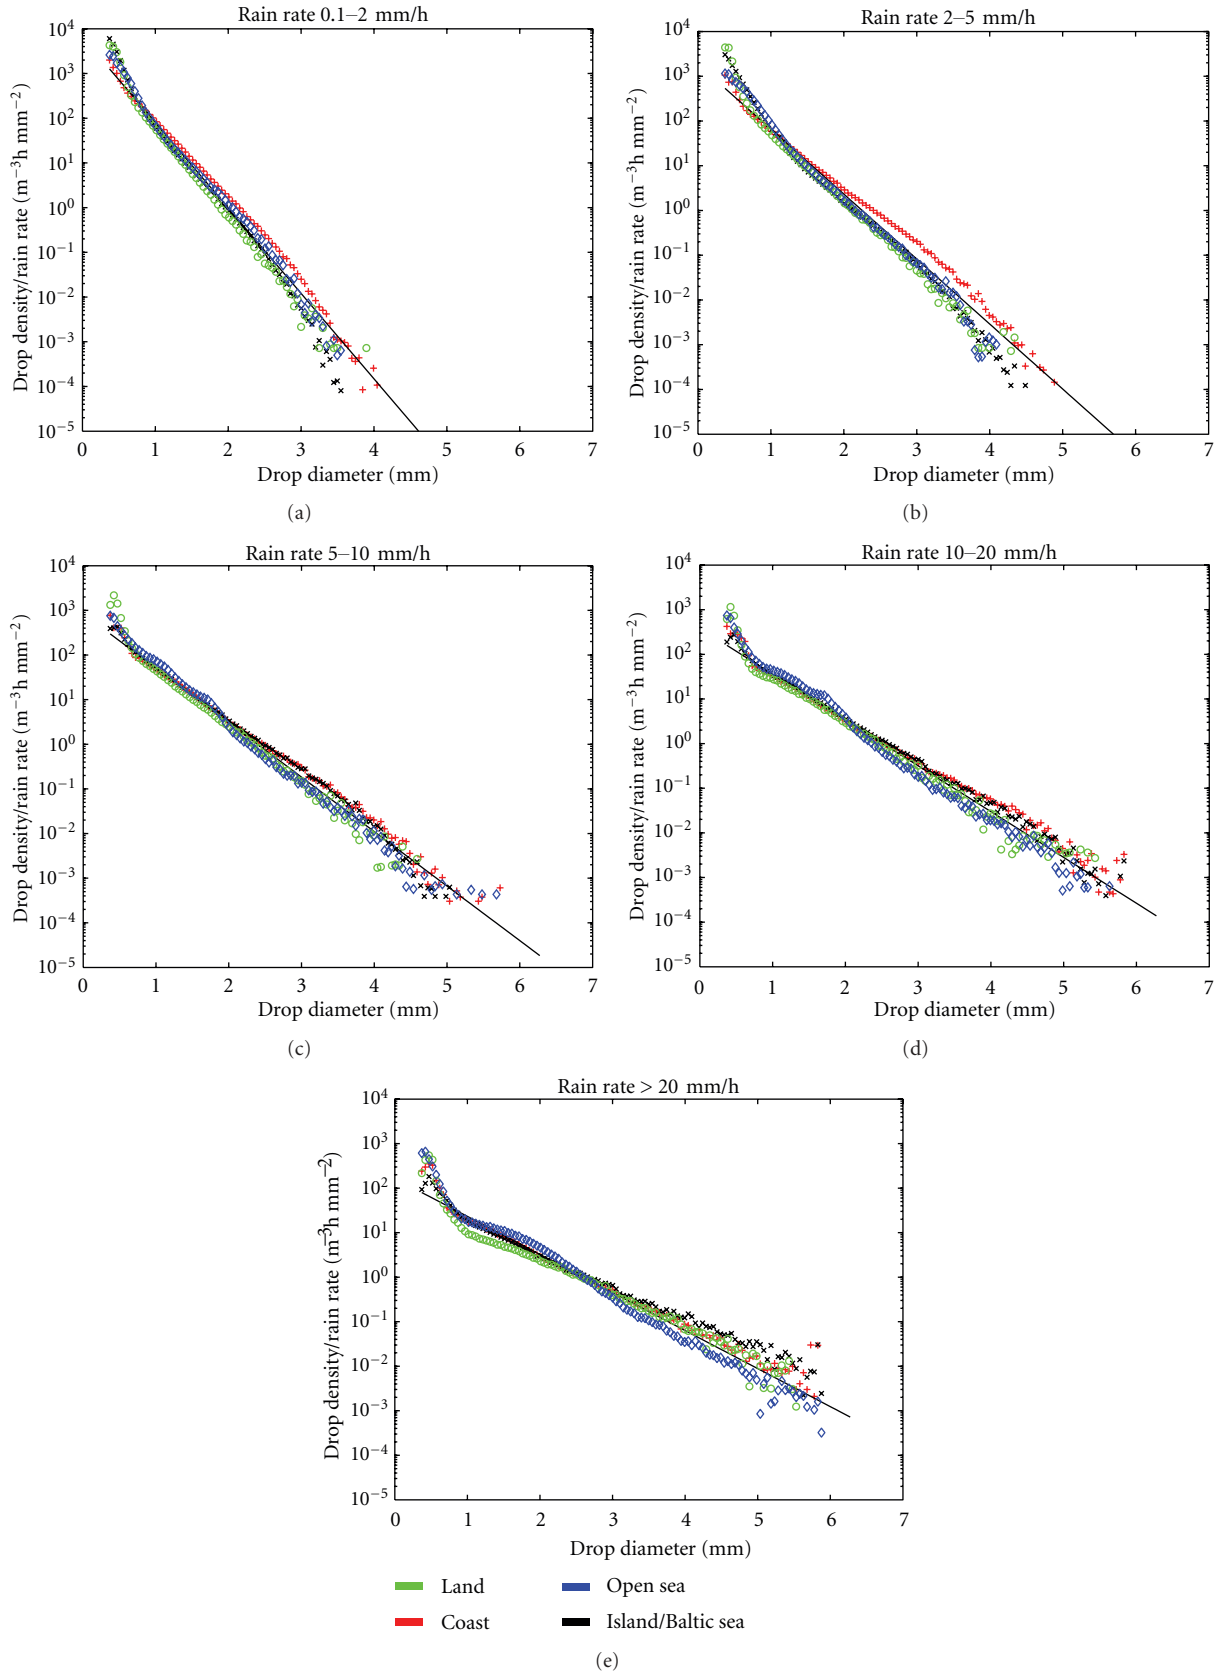 Rain rate 0.1–2 mm/h
Drop density/rain rate (m−3h mm−2)
10^4
10^3
10^2
10^1
10^0
10^−1
10^−2
10^−3
10^−4
10^−5
0 1 2 3 4 5 6 7
Drop diameter (mm)
(a)
Rain rate 2–5 mm/h
Drop density/rain rate (m−3h mm−2)
10^4
10^3
10^2
10^1
10^0
10^−1
10^−2
10^−3
10^−4
10^−5
0 1 2 3 4 5 6 7
Drop diameter (mm)
(b)
Rain rate 5–10 mm/h
Drop density/rain rate (m−3h mm−2)
10^4
10^3
10^2
10^1
10^0
10^−1
10^−2
10^−3
10^−4
10^−5
0 1 2 3 4 5 6 7
Drop diameter (mm)
(c)
Rain rate 10–20 mm/h
Drop density/rain rate (m−3h mm−2)
10^4
10^3
10^2
10^1
10^0
10^−1
10^−2
10^−3
10^−4
10^−5
0 1 2 3 4 5 6 7
Drop diameter (mm)
(d)
Rain rate > 20 mm/h
Drop density/rain rate (m−3h mm−2)
10^4
10^3
10^2
10^1
10^0
10^−1
10^−2
10^−3
10^−4
10^−5
0 1 2 3 4 5 6 7
Drop diameter (mm)
Land
Open sea
Coast
Island/Baltic sea
(e)